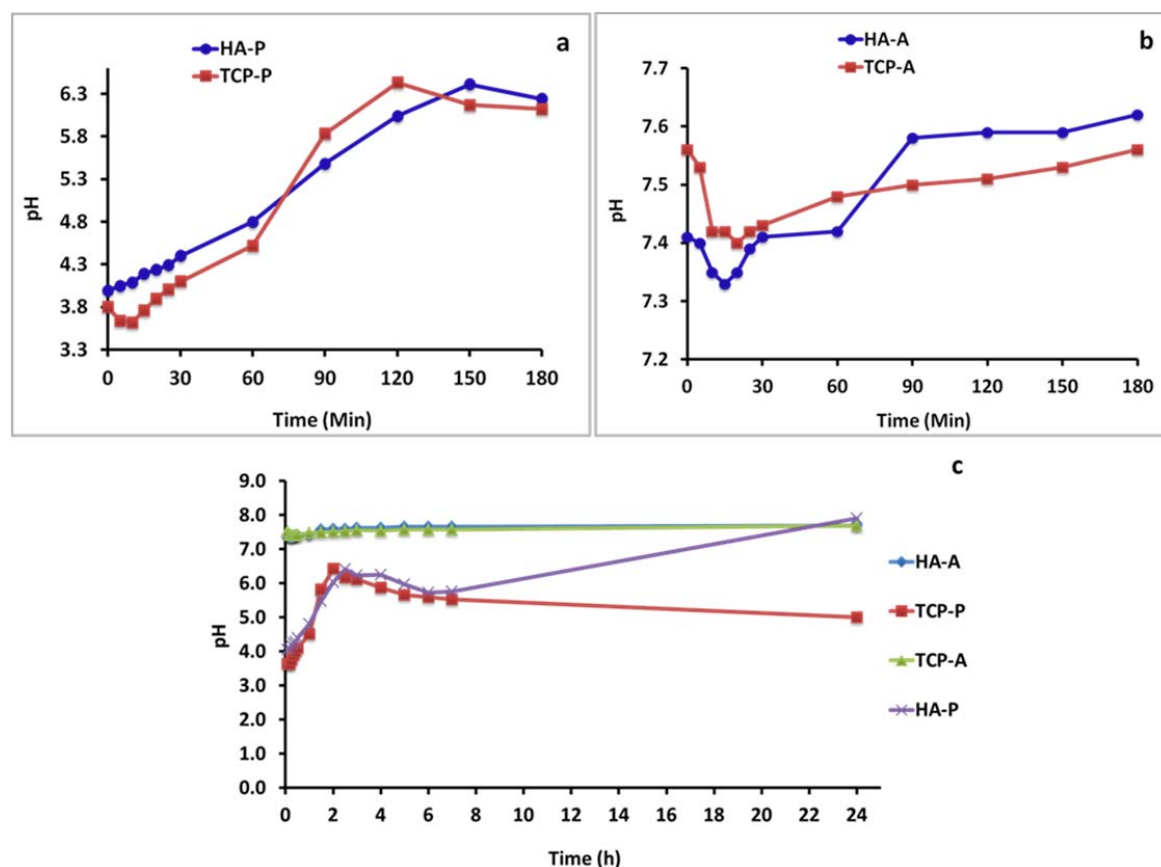 a
HA-P
TCP-P
6.3
5.8
5.3
4.8
4.3
3.8
3.3
pH
0 30 60 90 120 150 180
Time (Min)
b
HA-A
TCP-A
7.7
7.6
7.5
7.4
7.3
7.2
pH
0 30 60 90 120 150 180
Time (Min)
c
9.0
8.0
7.0
6.0
5.0
4.0
3.0
2.0
1.0
0.0
pH
0 2 4 6 8 10 12 14 16 18 20 22 24
Time (h)
HA-A
TCP-P
TCP-A
HA-P